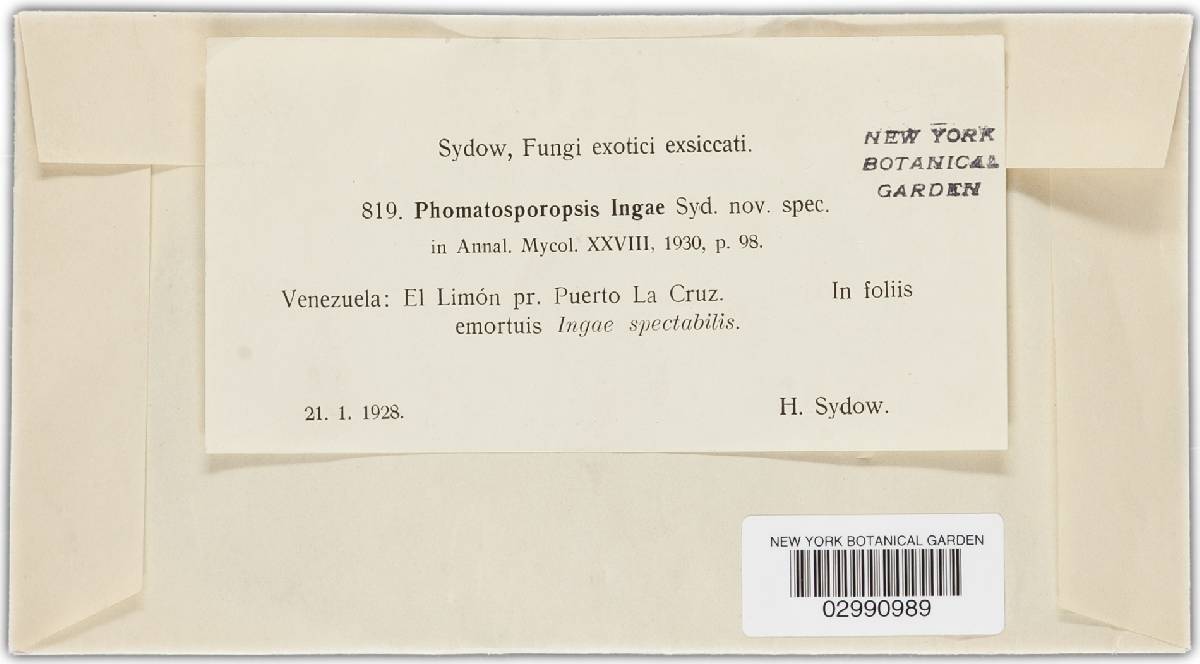 Sydow, Fungi exotici exsiccati.
NEW YORK
BOTANICAL
GARDEN
819. Phomatosporopsis Ingae Syd. nov. spec.
in Annal. Mycol. XXVIII, 1930, p. 98.
Venezuela: El Limón pr. Puerto La Cruz. In foliis
emortuis Ingae spectabilis.
21. 1. 1928. H. Sydow.
NEW YORK BOTANICAL GARDEN
02990989